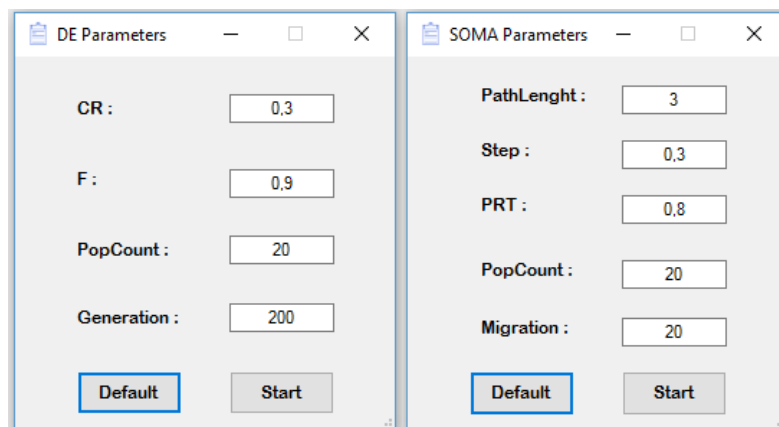 DE Parameters
CR : 0,3
F : 0,9
PopCount : 20
Generation : 200
Default Start
SOMA Parameters
PathLenght : 3
Step : 0,3
PRT : 0,8
PopCount : 20
Migration : 20
Default Start